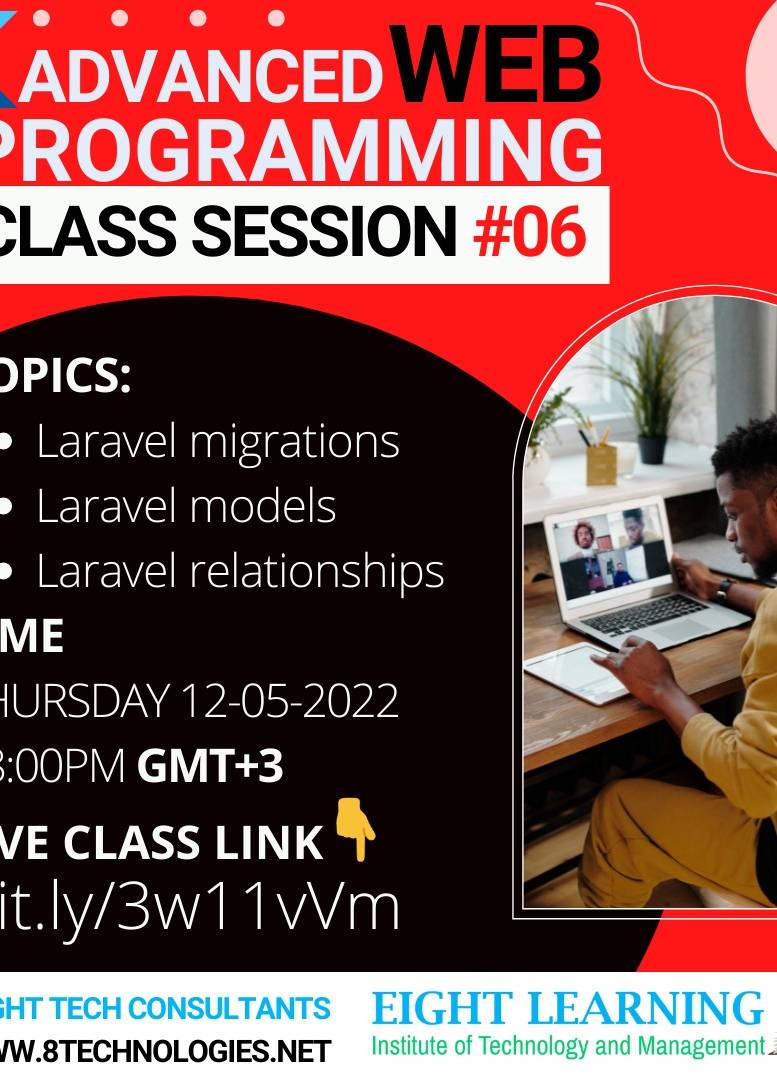 ADVANCED WEB
PROGRAMMING
CLASS SESSION #06
OPICS:
• Laravel migrations
• Laravel models
• Laravel relationships
ME
HURSDAY 12-05-2022
:00PM GMT+3
VE CLASS LINK 👇
it.ly/3w11vVm
GHT TECH CONSULTANTS
WW.8TECHNOLOGIES.NET
EIGHT LEARNING
Institute of Technology and Management